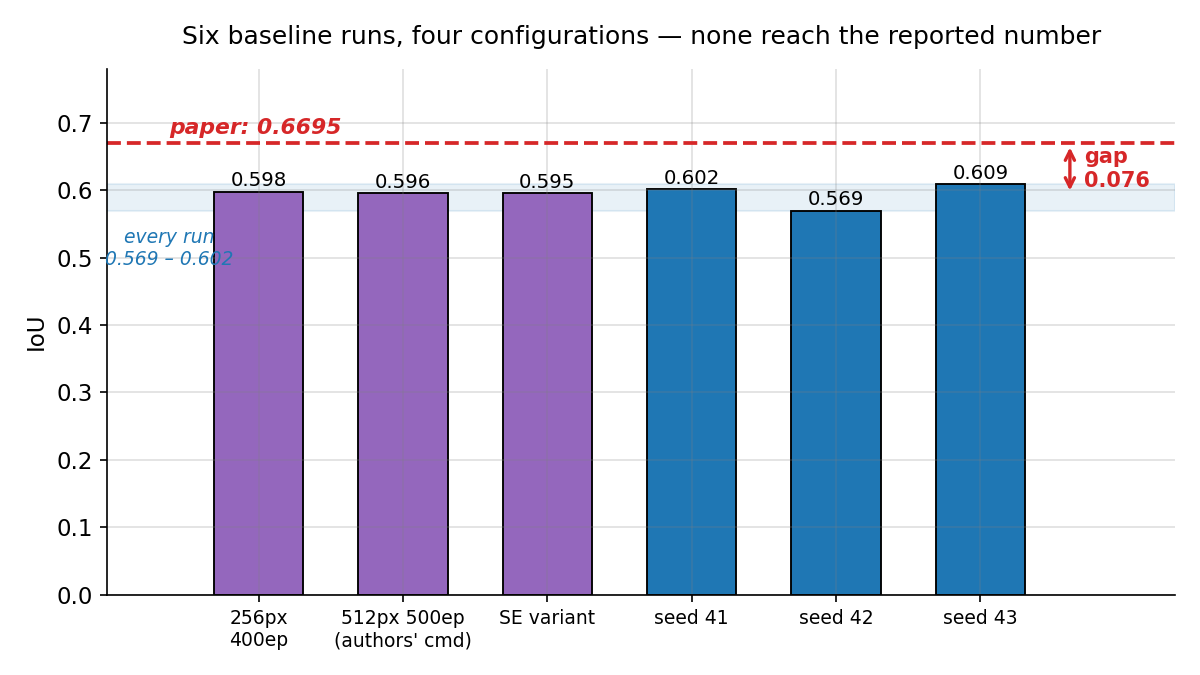 Six baseline runs, four configurations — none reach the reported number
paper: 0.6695
gap
0.076
0.598
0.596
0.595
0.602
0.569
0.609
every run
0.569 – 0.602
IoU
0.7
0.6
0.5
0.4
0.3
0.2
0.1
0.0
256px
400ep
512px 500ep
(authors' cmd)
SE variant
seed 41
seed 42
seed 43